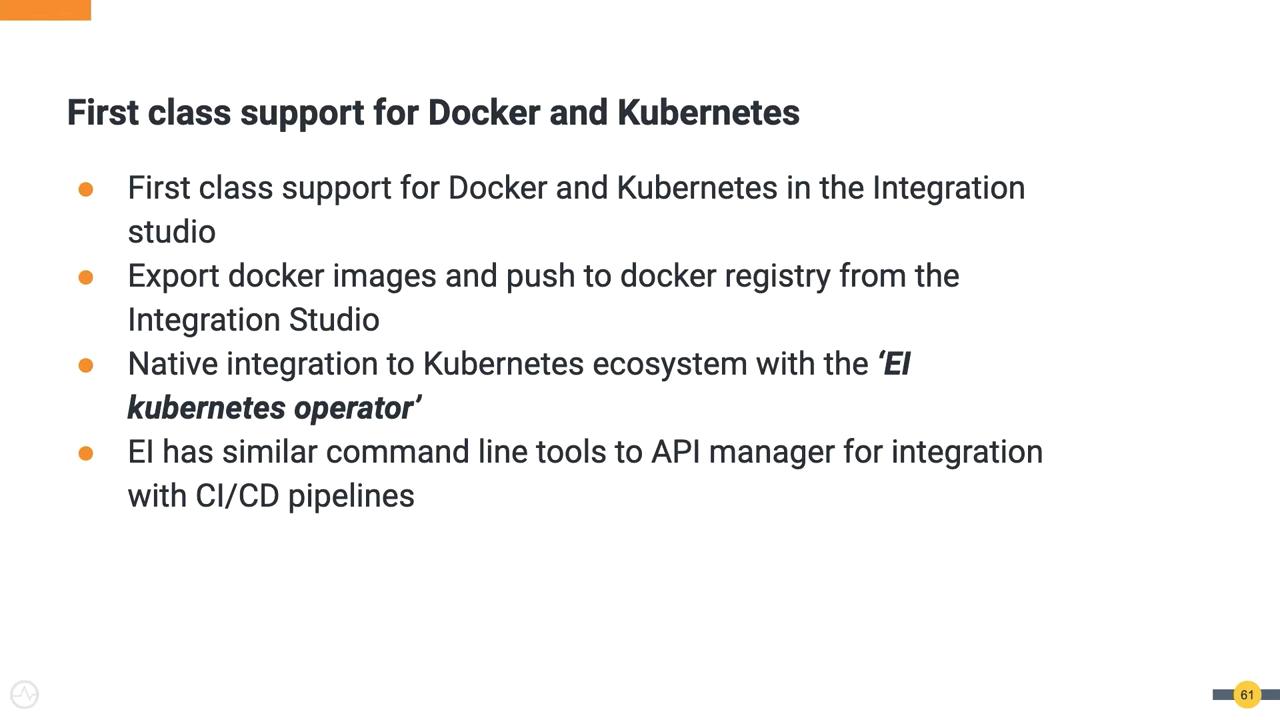 First class support for Docker and Kubernetes
● First class support for Docker and Kubernetes in the Integration
studio
● Export docker images and push to docker registry from the
Integration Studio
● Native integration to Kubernetes ecosystem with the ‘EI
kubernetes operator’
● EI has similar command line tools to API manager for integration
with CI/CD pipelines
61